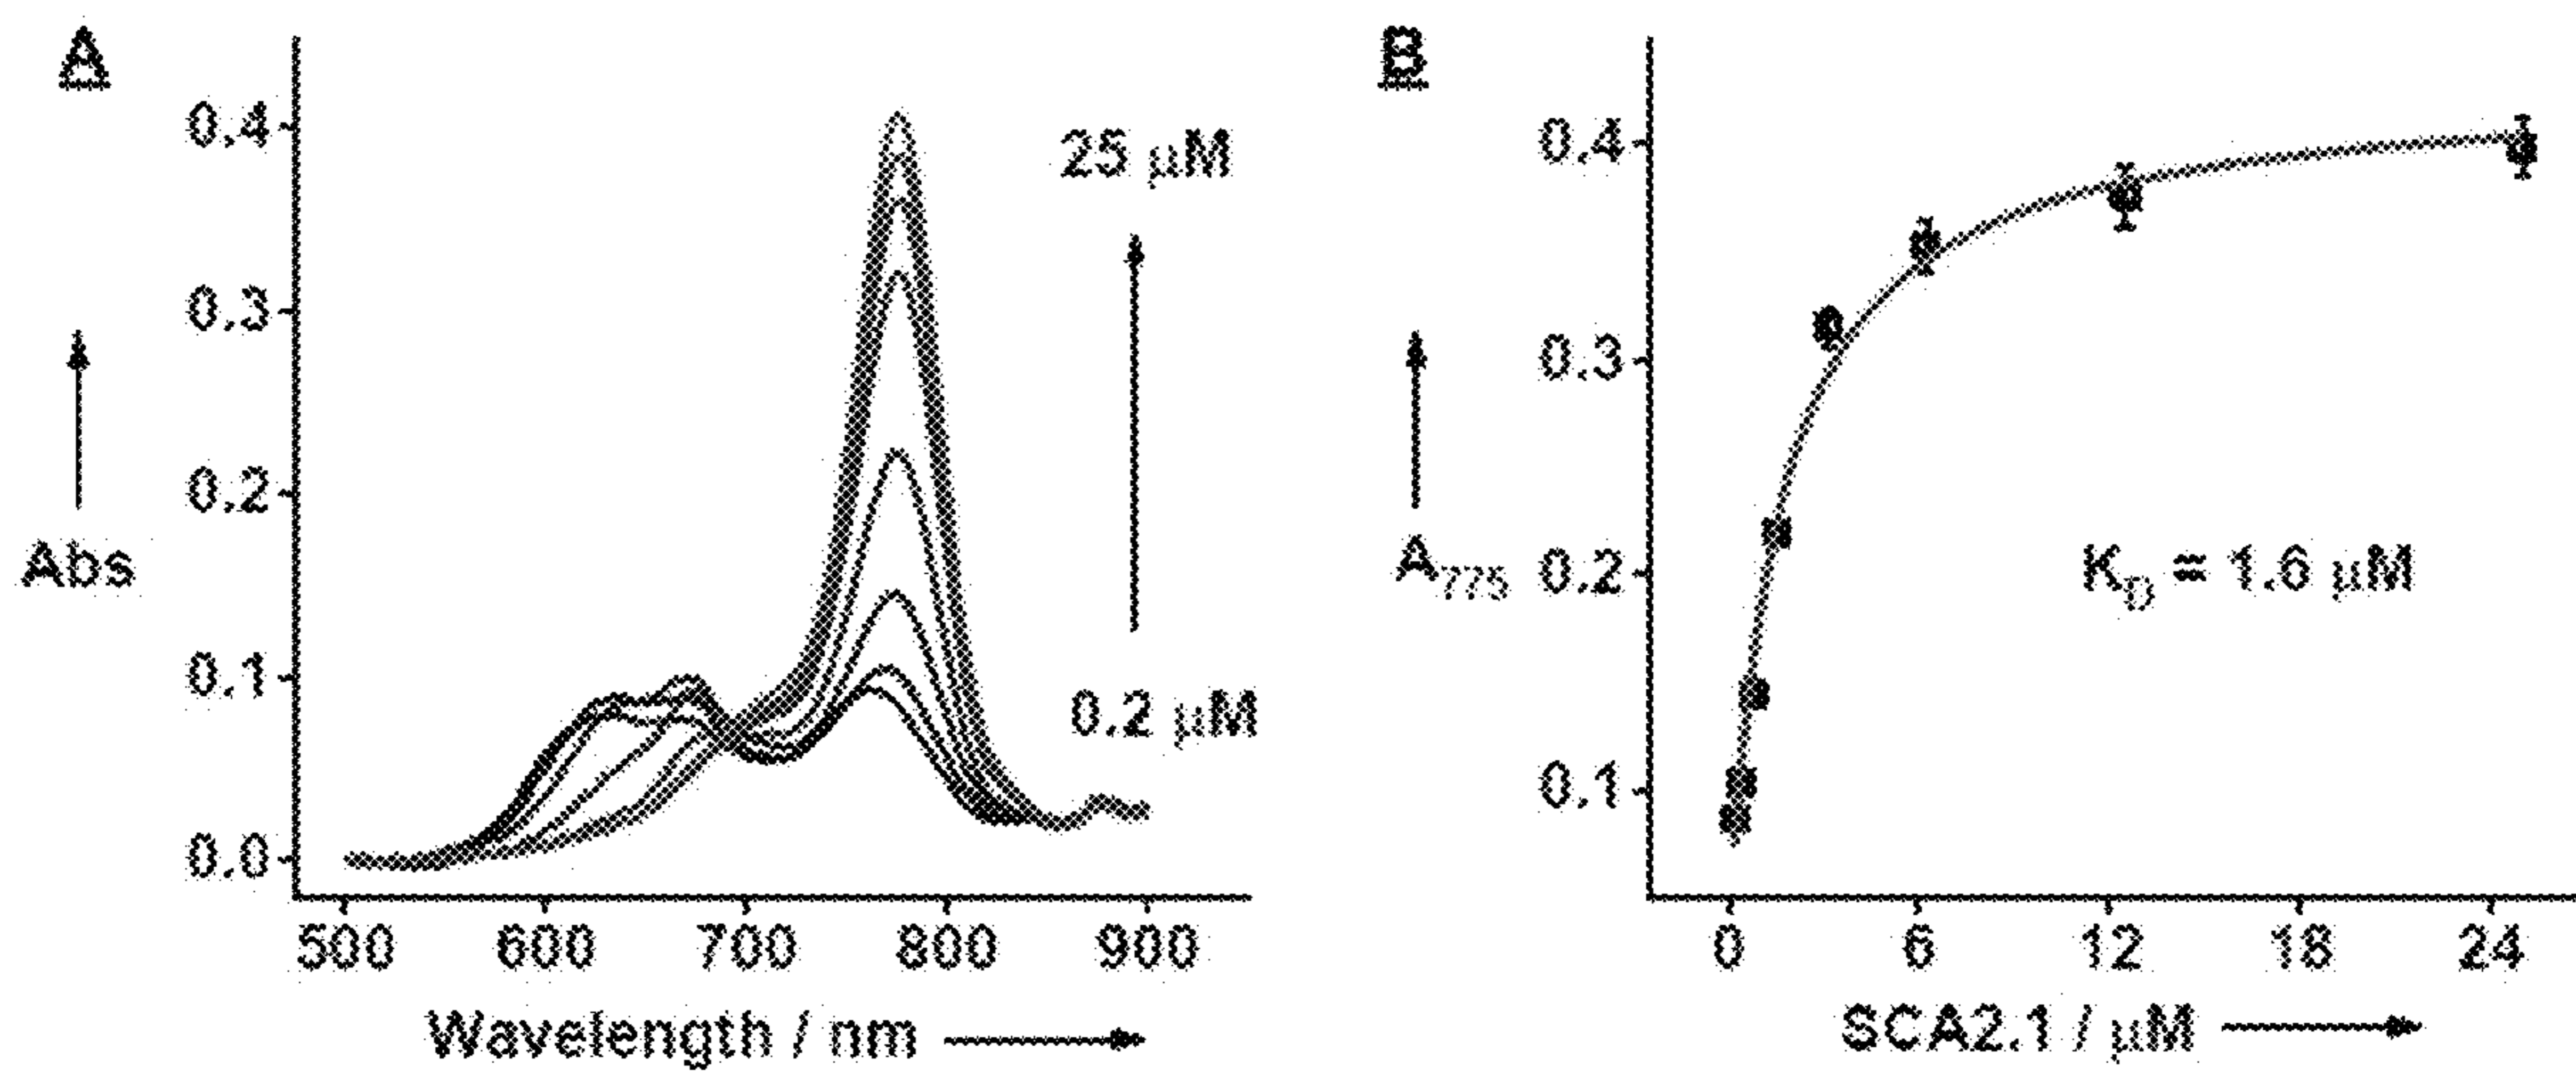 A
0.4
0.3
0.2
0.1
0.0
Abs
25 μM
0.2 μM
500 600 700 800 900
Wavelength / nm
B
0.4
0.3
0.2
0.1
A775
KD = 1.6 μM
0 6 12 18 24
SCA2.1 / μM